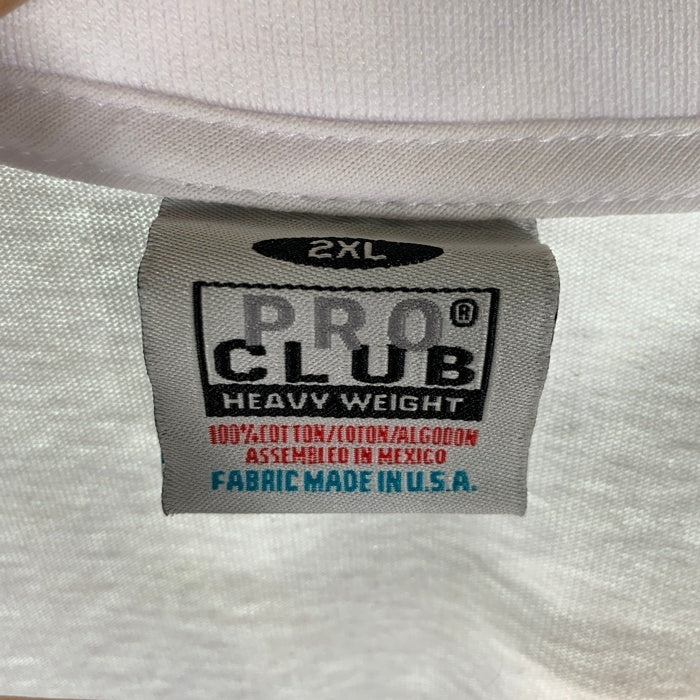 2XL
PRO®
CLUB
HEAVY WEIGHT
100%COTTON/COTON/ALGODON
ASSEMBLED IN MEXICO
FABRIC MADE IN U.S.A.